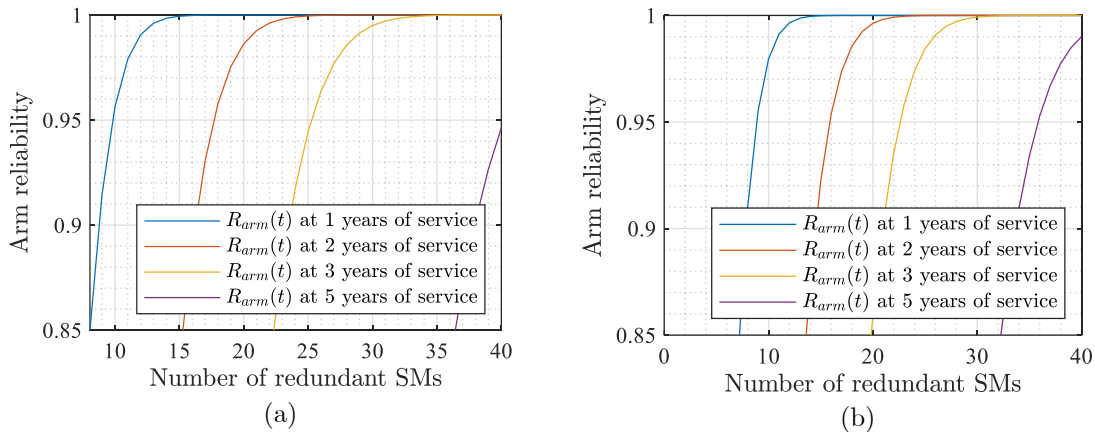 1
0.95
0.9
0.85
Arm reliability
R_arm(t) at 1 years of service
R_arm(t) at 2 years of service
R_arm(t) at 3 years of service
R_arm(t) at 5 years of service
10 15 20 25 30 35 40
Number of redundant SMs
(a)
1
0.95
0.9
0.85
Arm reliability
R_arm(t) at 1 years of service
R_arm(t) at 2 years of service
R_arm(t) at 3 years of service
R_arm(t) at 5 years of service
0 10 20 30 40
Number of redundant SMs
(b)